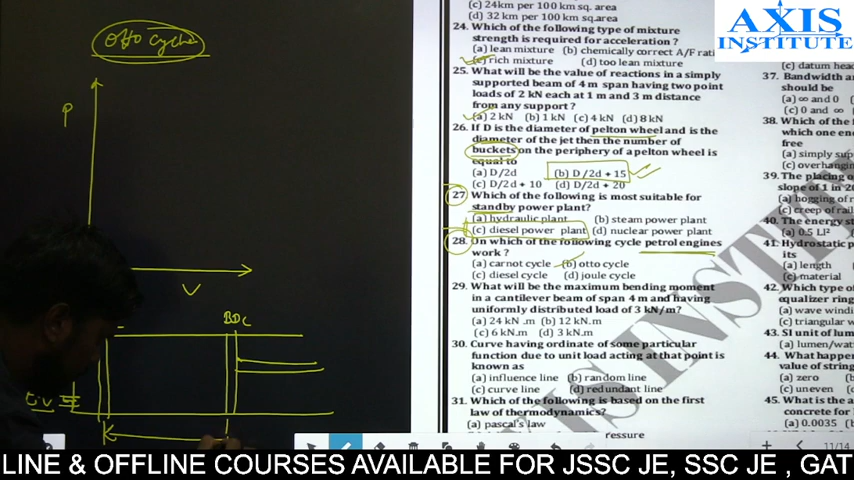 Otto Cycle
P
V
BDC
(c) 24km per 100 km sq. area
(d) 32 km per 100 km sq.area
24. Which of the following type of mixture
strength is required for acceleration ?
(a) lean mixture (b) chemically correct A/F rati
(c) rich mixture (d) too lean mixture
25. What will be the value of reactions in a simply
supported beam of 4 m span having two point
loads of 2 kN each at 1 m and 3 m distance
from any support ?
(a) 2 kN (b) 1 kN (c) 4 kN (d) 8 kN
26. If D is the diameter of pelton wheel and is the
diameter of the jet then the number of
buckets on the periphery of a pelton wheel is
equal to
(a) D/2d (b) D/2d + 15
(c) D/2d + 10 (d) D/2d + 20
27. Which of the following is most suitable for
standby power plant?
(a) hydraulic plant (b) steam power plant
(c) diesel power plant (d) nuclear power plant
28. On which of the following cycle petrol engines
work ?
(a) carnot cycle (b) otto cycle
(c) diesel cycle (d) joule cycle
29. What will be the maximum bending moment
in a cantilever beam of span 4 m and having
uniformly distributed load of 3 kN/m?
(a) 24 kN .m (b) 12 kN.m
(c) 6 kN.m (d) 3 kN.m
30. Curve having ordinate of some particular
function due to unit load acting at that point is
known as
(a) influence line (b) random line
(c) curve line (d) redundant line
31. Which of the following is based on the first
law of thermodynamics?
(a) pascal's law
ressure
AXIS
INSTITUTE
(c) datum hea
37. Bandwidth a
should be
(a) ∞ and 0
(c) 0 and ∞
38. Which of the
which one en
free
(a) simply sup
(c) overhangin
39. The placing o
slope of 1 in 2
(a) hogging of r
(c) creep of rail
40. The energy st
(a) 0.5 LI²
41. Hydrostatic p
its
(a) length
(c) material
42. Which type o
equalizer ring
(a) wave windi
(c) triangular w
43. SI unit of lum
(a) lumen/wat
44. What happen
value of string
(a) zero
(c) uneven
45. What is the a
concrete for
(a) 0.0035
11/14
LINE & OFFLINE COURSES AVAILABLE FOR JSSC JE, SSC JE , GAT